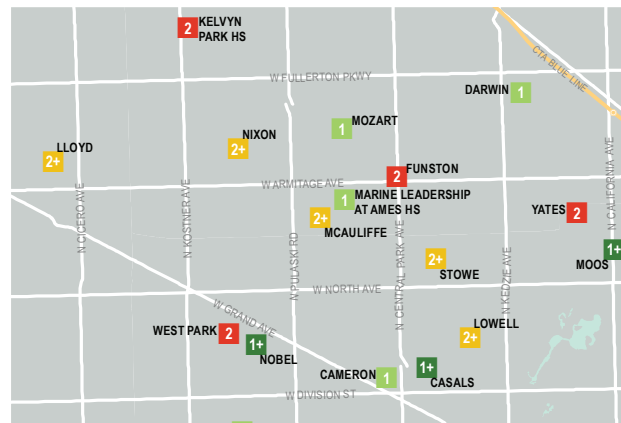 2
KELVYN
PARK HS
CTA BLUE LINE
W FULLERTON PKWY
DARWIN
1
1
MOZART
LLOYD
2+
NIXON
2+
2
FUNSTON
W ARMITAGE AVE
1
MARINE LEADERSHIP
AT AMES HS
2+
MCAULIFFE
YATES
2
N CALIFORNIA AVE
N CICERO AVE
N KOSTNER AVE
N PULASKI RD
N CENTRAL PARK AVE
N KEDZIE AVE
1+
MOOS
2+
STOWE
W NORTH AVE
W GRAND AVE
WEST PARK
2
1+
NOBEL
LOWELL
2+
CAMERON
1
1+
CASALS
W DIVISION ST